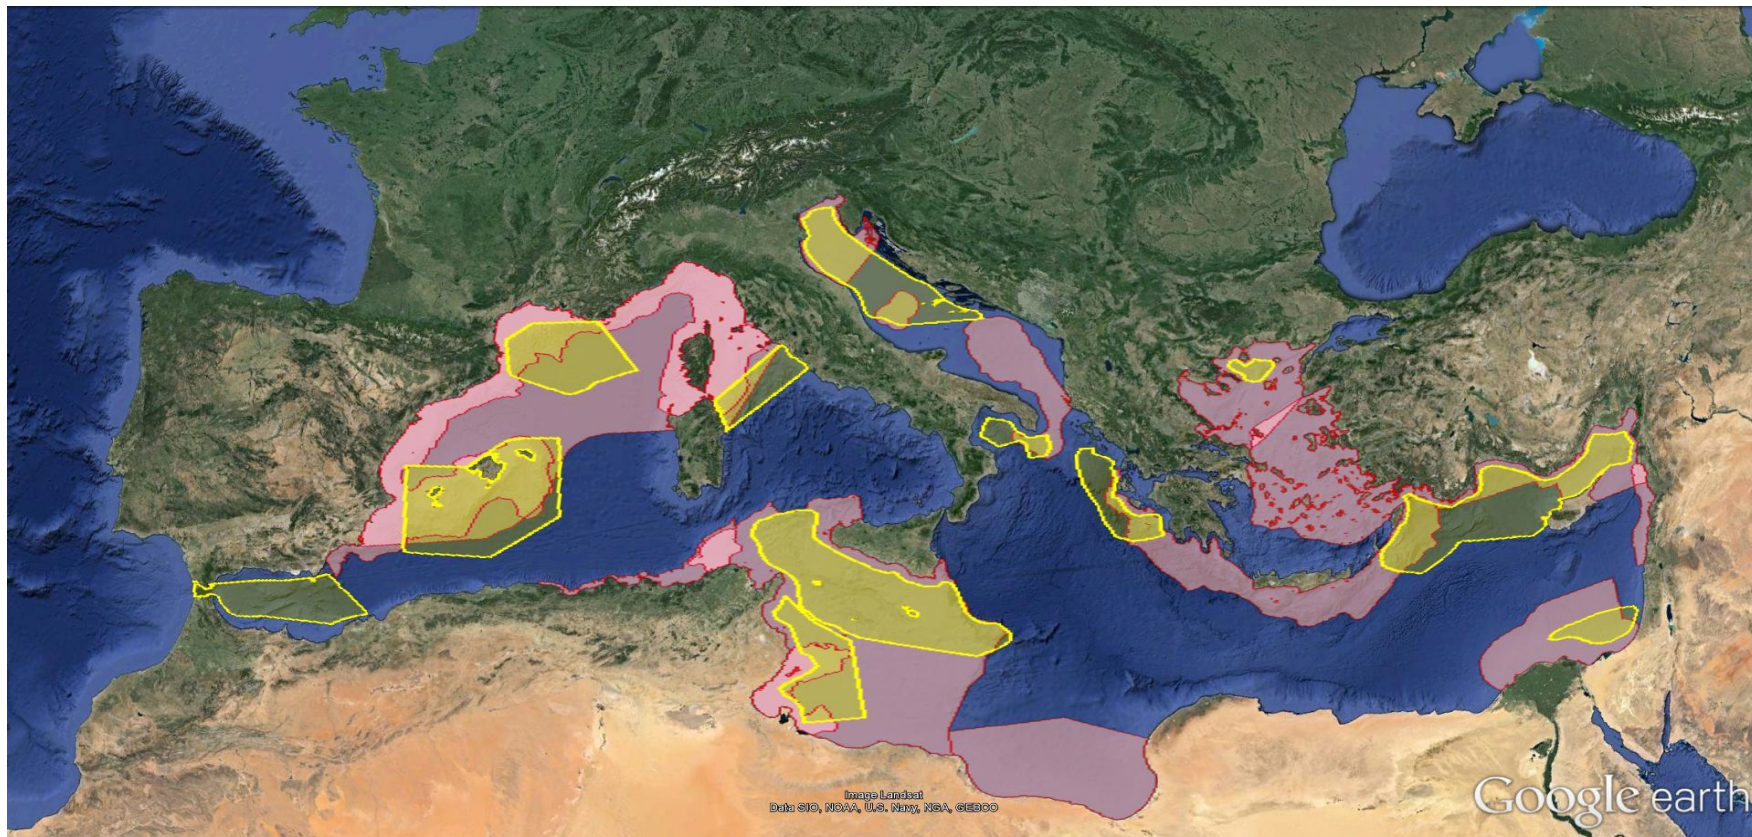 Image Landsat
Data SIO, NOAA, U.S. Navy, NGA, GEBCO
Google earth